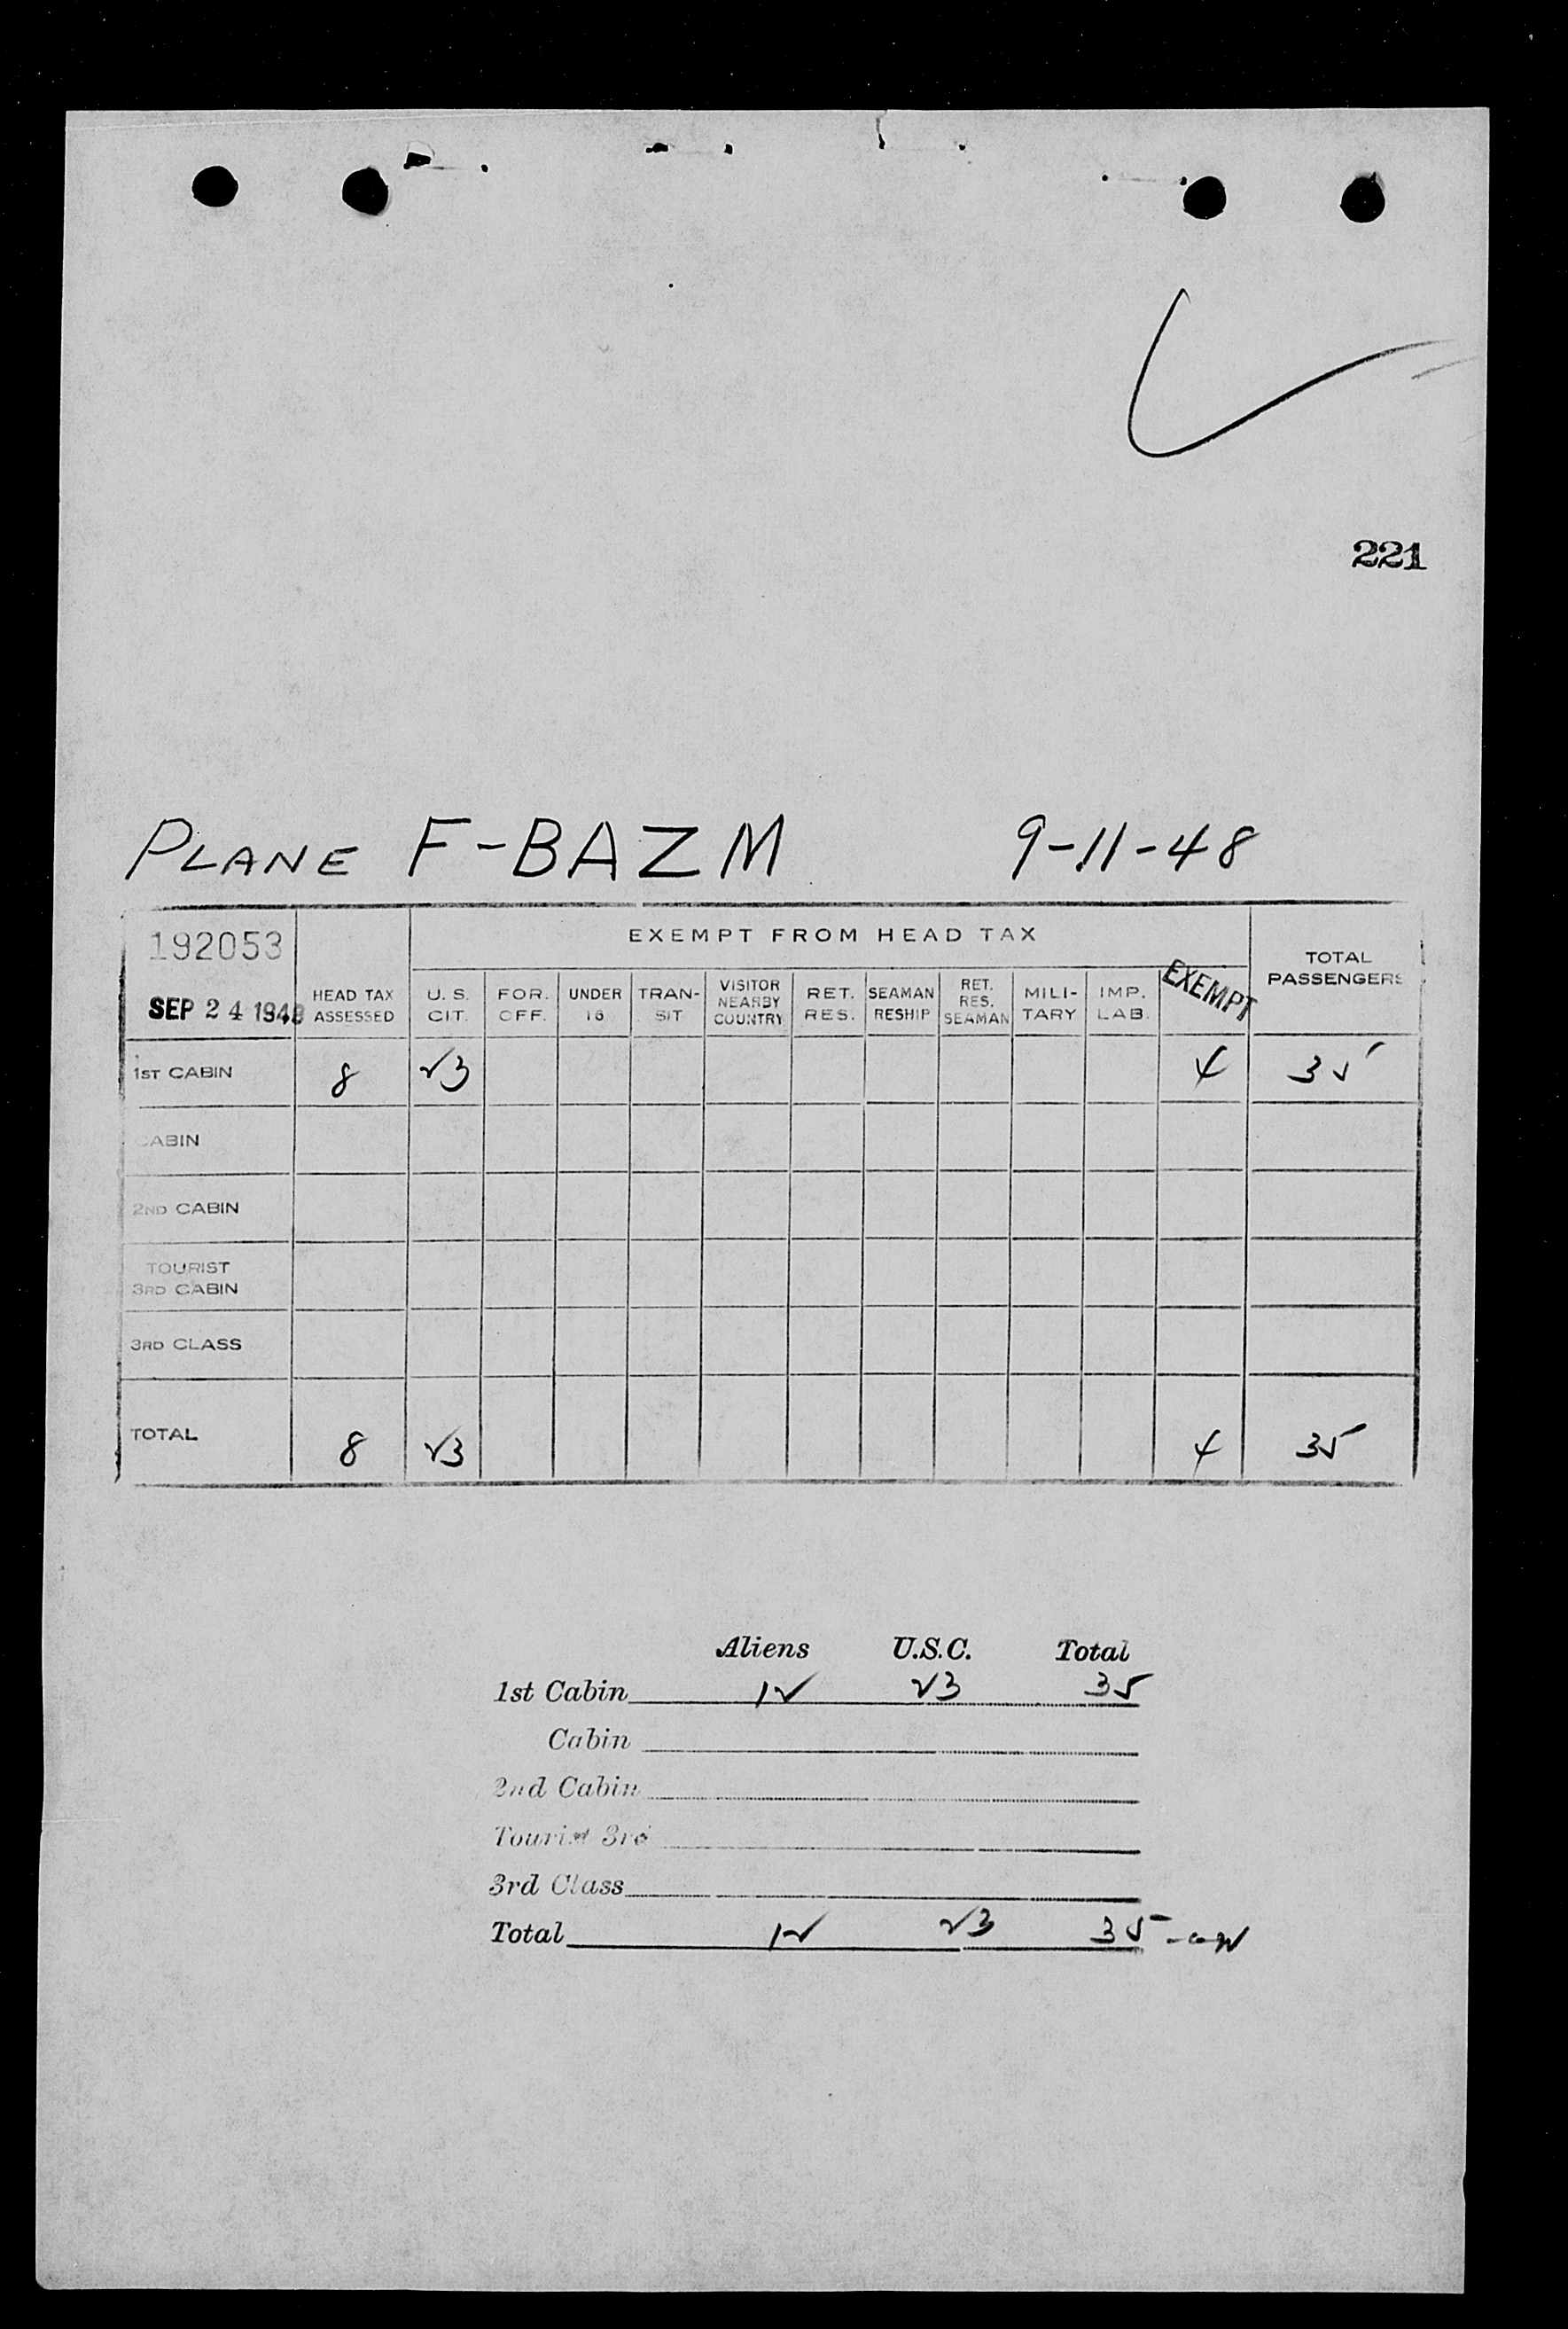 221
PLANE F-BAZM 9-11-48
192053
SEP 24 1948
HEAD TAX ASSESSED
EXEMPT FROM HEAD TAX
TOTAL PASSENGERS
U. S. CIT.
FOR. OFF.
UNDER 16
TRAN- SIT
VISITOR NEARBY COUNTRY
RET. RES.
SEAMAN RESHIP
RET. RES. SEAMAN
MILI- TARY
IMP. LAB.
EXEMPT
1ST CABIN 8 23 4 35
CABIN
2ND CABIN
TOURIST
3RD CABIN
3RD CLASS
TOTAL 8 23 4 35
Aliens U.S.C. Total
1st Cabin 12 23 35
Cabin
2nd Cabin
Tourist 3rd
3rd Class
Total 12 23 35